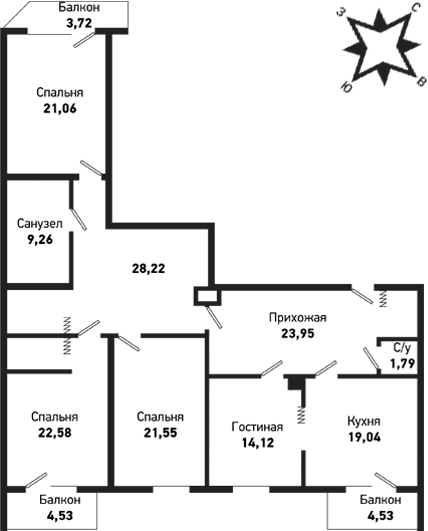 Балкон
3,72
З
С
Ю
В
Спальня
21,06
Санузел
9,26
28,22
Прихожая
23,95
С/у
1,79
Спальня
22,58
Спальня
21,55
Гостиная
14,12
Кухня
19,04
Балкон
4,53
Балкон
4,53